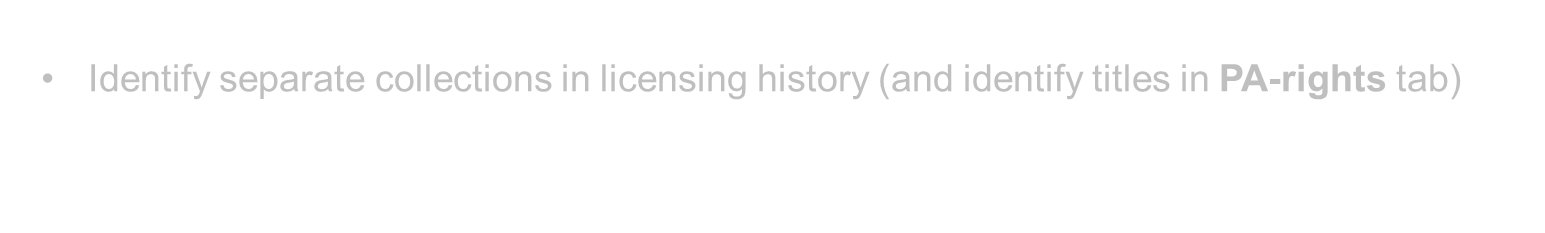 • Identify separate collections in licensing history (and identify titles in PA-rights tab)